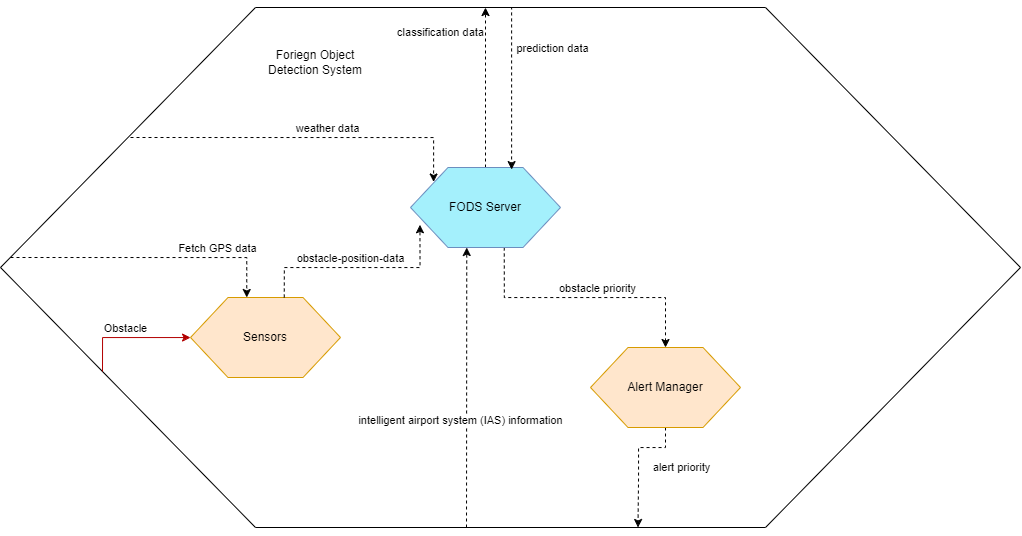 classification data
prediction data
Foriegn Object
Detection System
weather data
FODS Server
Fetch GPS data
obstacle-position-data
obstacle priority
Obstacle
Sensors
Alert Manager
intelligent airport system (IAS) information
alert priority